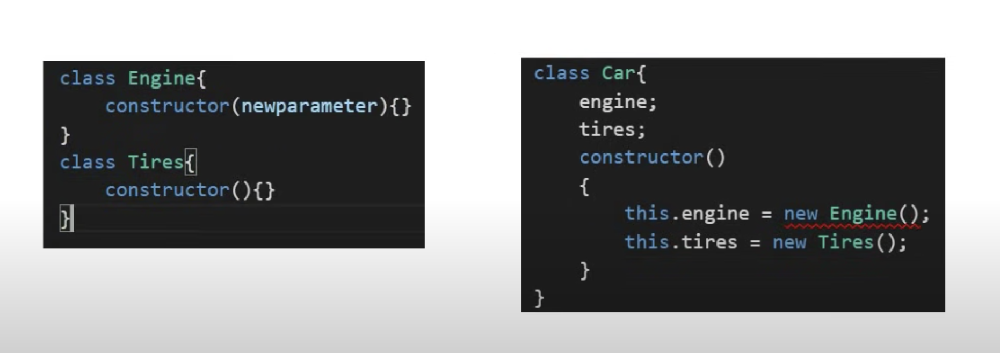 class Engine{
constructor(newparameter){}
}
class Tires{
constructor(){}
}
class Car{
engine;
tires;
constructor()
{
this.engine = new Engine();
this.tires = new Tires();
}
}